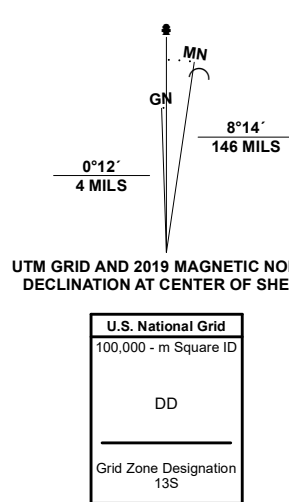 MN
GN
8°14´
146 MILS
0°12´
4 MILS
UTM GRID AND 2019 MAGNETIC NO
DECLINATION AT CENTER OF SHE
U.S. National Grid
100,000 - m Square ID
DD
Grid Zone Designation
13S